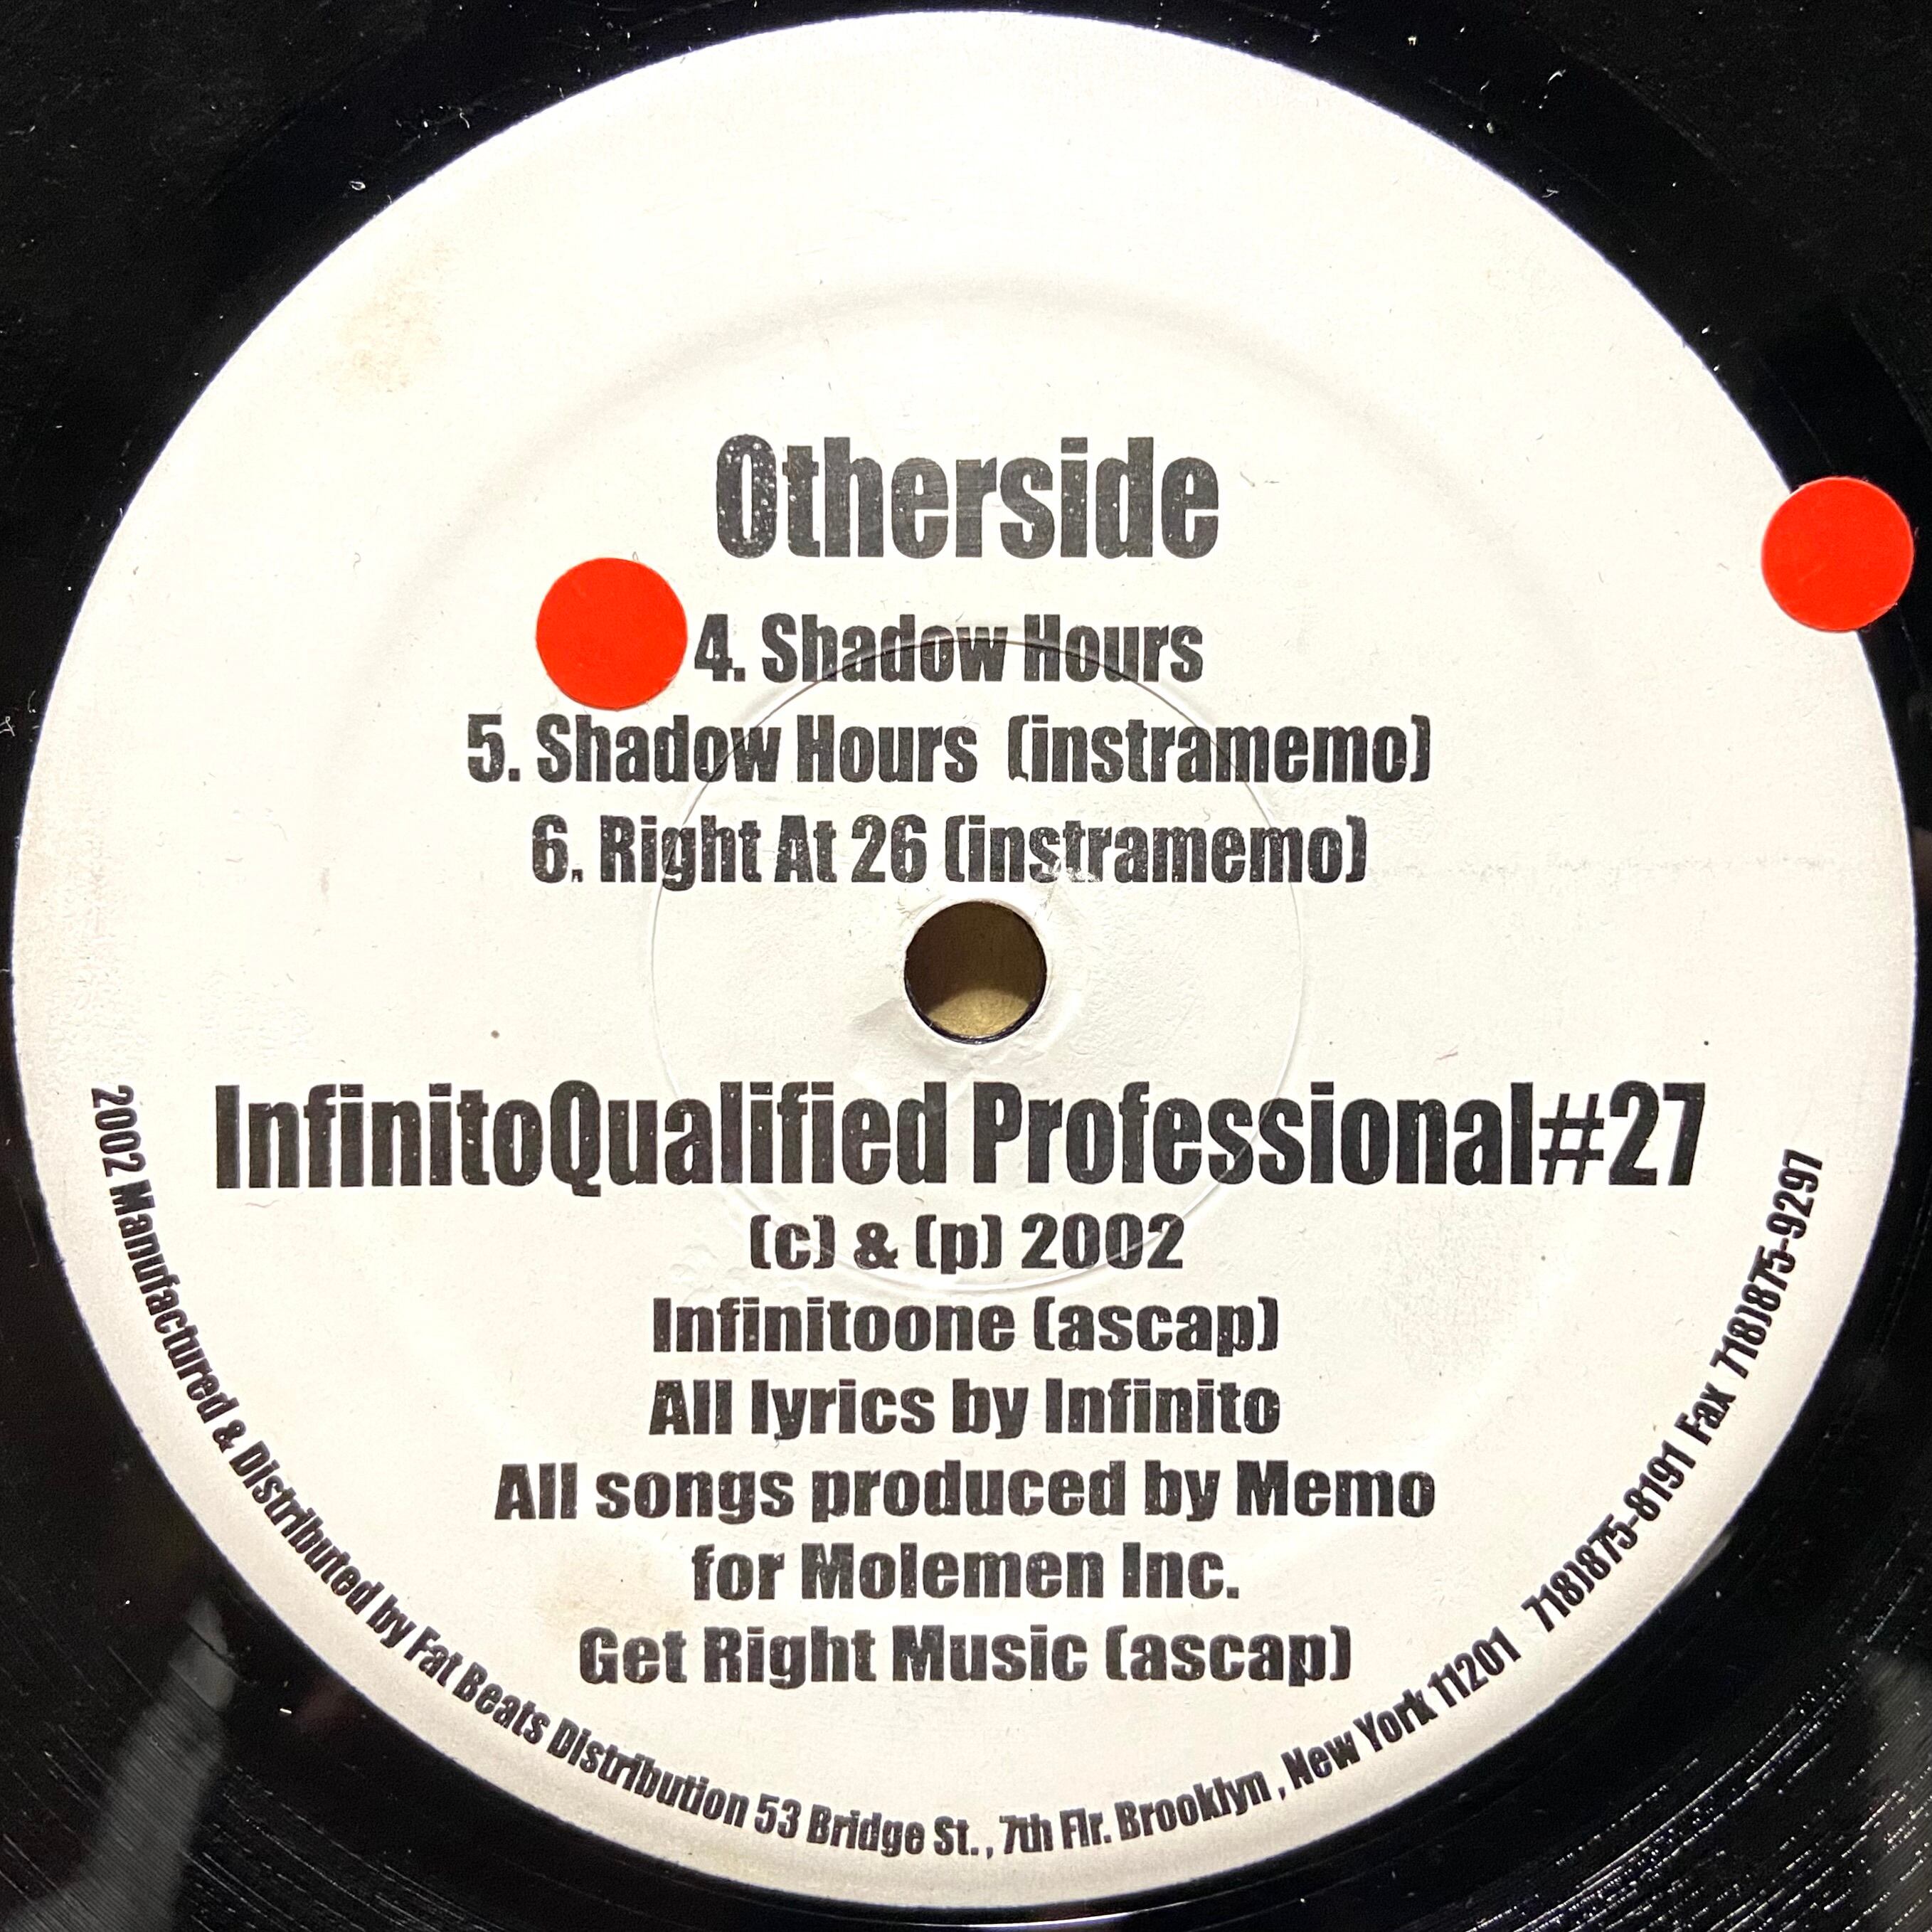 Otherside
4. Shadow Hours
5. Shadow Hours (instramemo)
6. Right At 26 (instramemo)
InfinitoQualified Professional#27
(c) & (p) 2002
Infinitoone (ascap)
All lyrics by Infinito
All songs produced by Memo
for Molemen Inc.
Get Right Music (ascap)
2002 Manufactured & Distributed by Fat Beats Distribution 53 Bridge St. , 7th Flr. Brooklyn , New York 11201 718)875-8191 Fax 718)875-9297